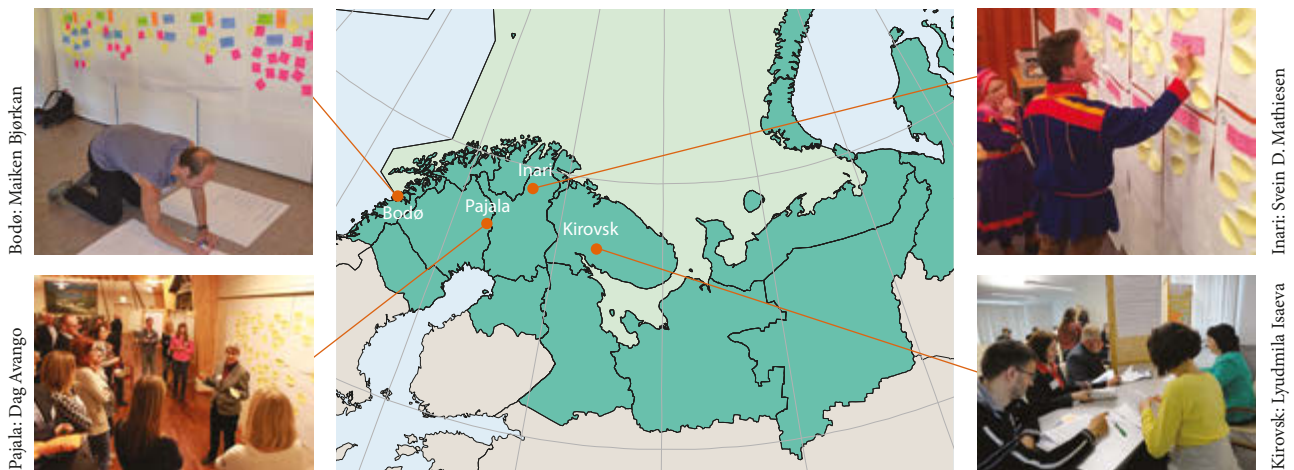 Bodø: Maiken Bjørkan
Pajala: Dag Avango
Inari
Bodø
Pajala
Kirovsk
Inari: Svein D. Mathiesen
Kirovsk: Lyudmila Isaeva